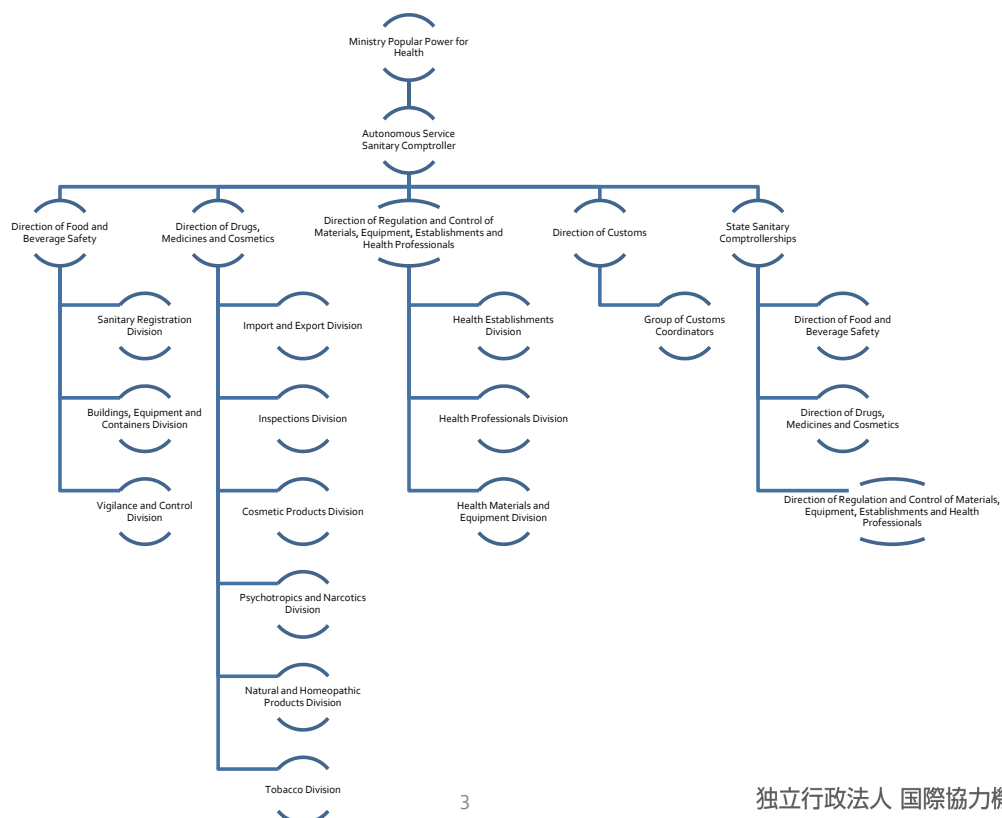 Ministry Popular Power for
Health
Autonomous Service
Sanitary Comptroller
Direction of Food and
Beverage Safety
Direction of Drugs,
Medicines and Cosmetics
Direction of Regulation and Control of
Materials, Equipment, Establishments and
Health Professionals
Direction of Customs
State Sanitary
Comptrollerships
Sanitary Registration
Division
Import and Export Division
Health Establishments
Division
Group of Customs
Coordinators
Direction of Food and
Beverage Safety
Buildings, Equipment and
Containers Division
Inspections Division
Health Professionals Division
Direction of Drugs,
Medicines and Cosmetics
Vigilance and Control
Division
Cosmetic Products Division
Health Materials and
Equipment Division
Direction of Regulation and Control of Materials,
Equipment, Establishments and Health
Professionals
Psychotropics and Narcotics
Division
Natural and Homeopathic
Products Division
Tobacco Division
3
独立行政法人 国際協力